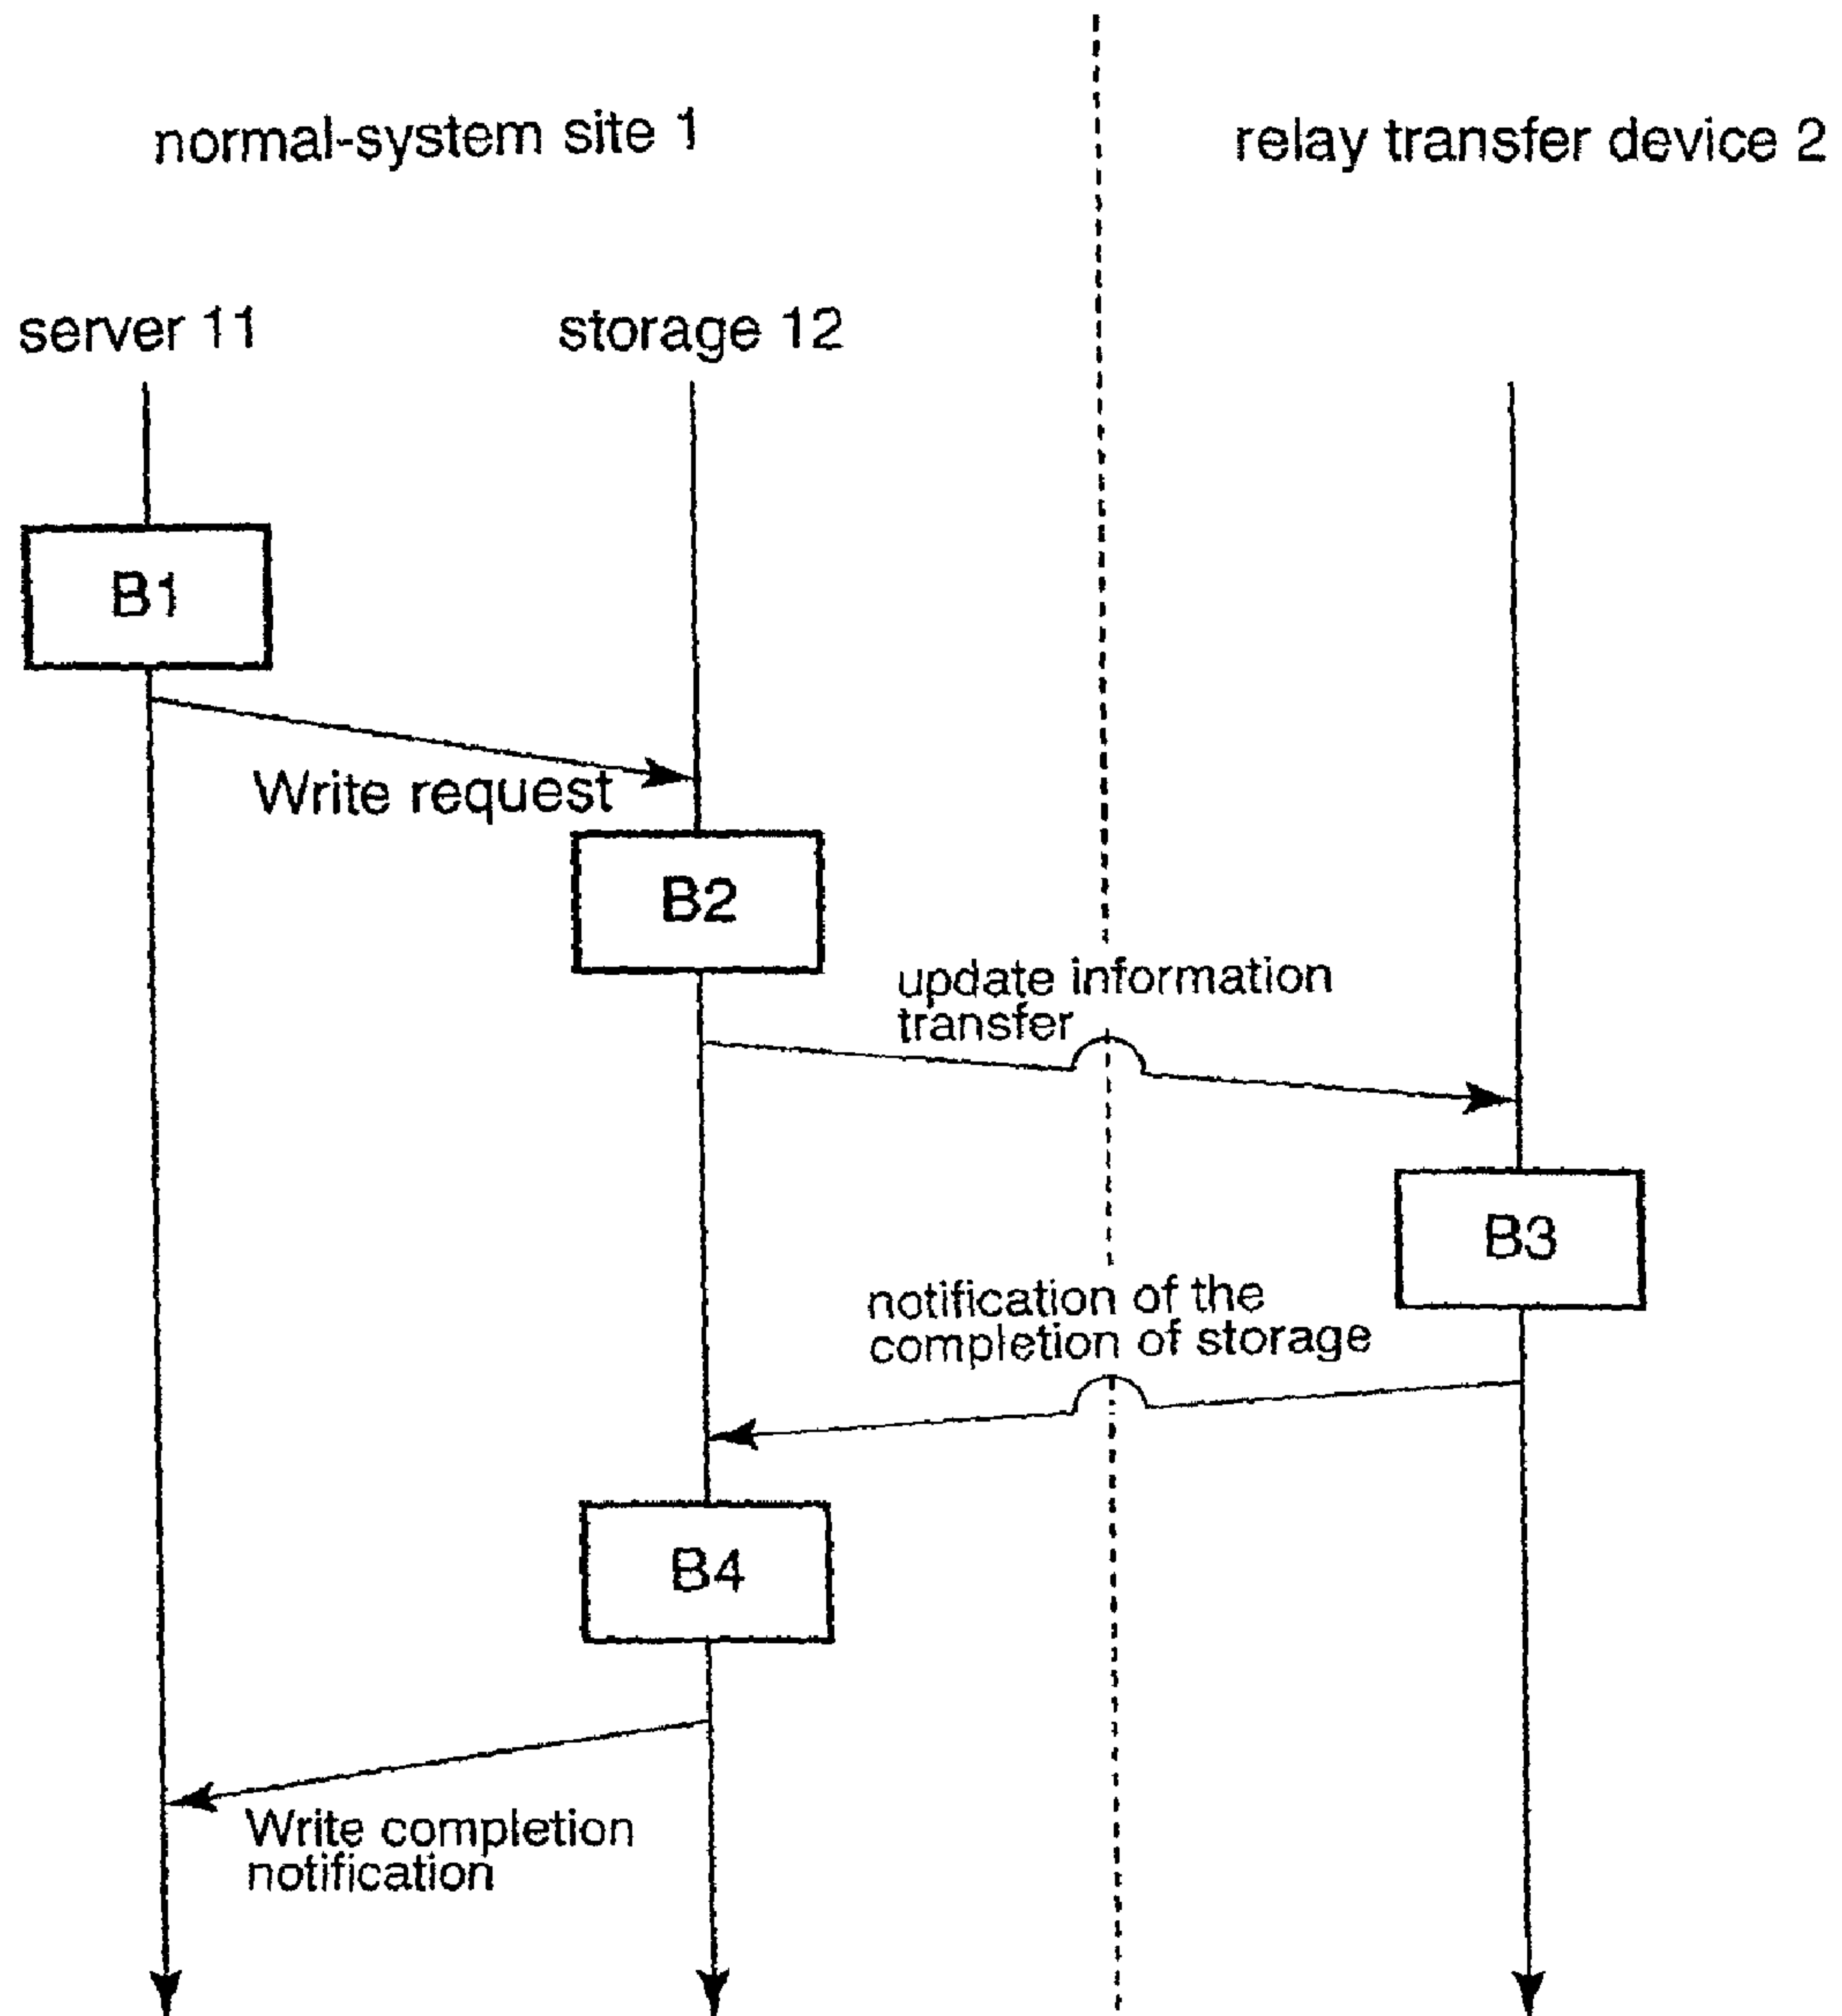 normal-system site 1
relay transfer device 2
server 11
storage 12
B1
Write request
B2
update information
transfer
B3
notification of the
completion of storage
B4
Write completion
notification